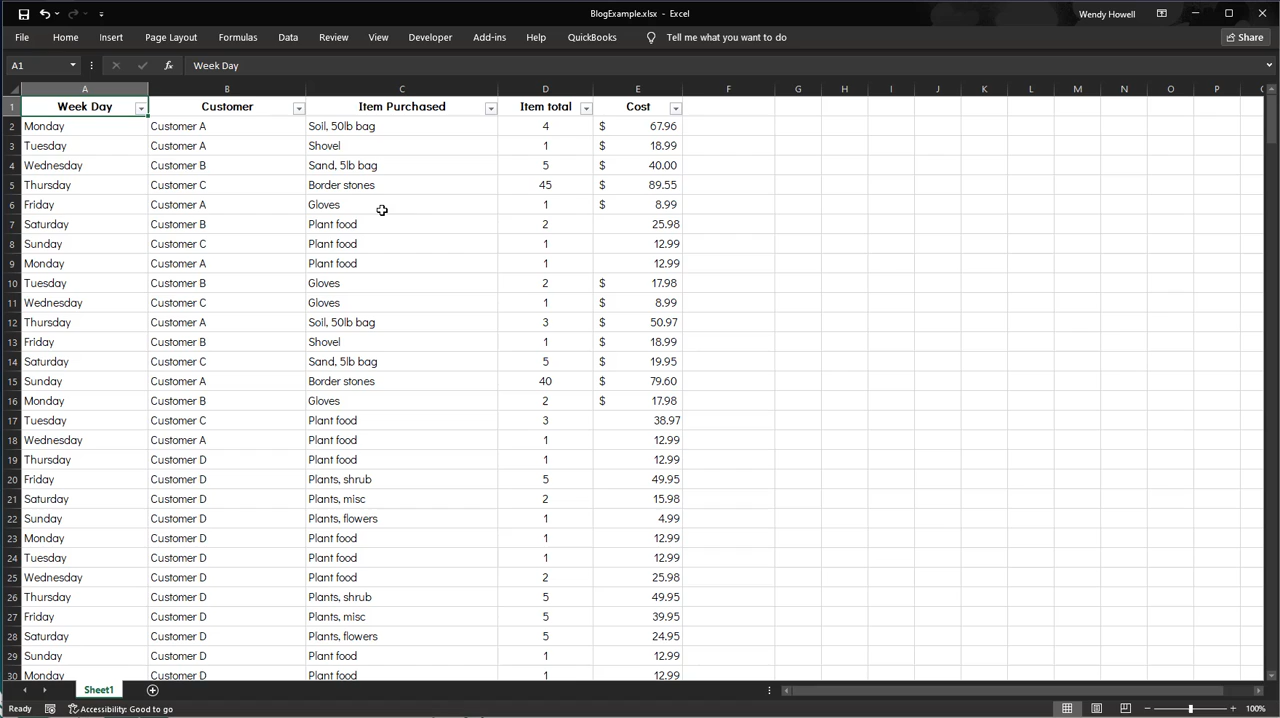 BlogExample.xlsx - Excel
Wendy Howell
File Home Insert Page Layout Formulas Data Review View Developer Add-ins Help QuickBooks Tell me what you want to do Share
A1 fx Week Day
A B C D E F G H I J K L M N O P
1 Week Day Customer Item Purchased Item total Cost
2 Monday Customer A Soil, 50lb bag 4 $ 67.96
3 Tuesday Customer A Shovel 1 $ 18.99
4 Wednesday Customer B Sand, 5lb bag 5 $ 40.00
5 Thursday Customer C Border stones 45 $ 89.55
6 Friday Customer A Gloves 1 $ 8.99
7 Saturday Customer B Plant food 2 25.98
8 Sunday Customer C Plant food 1 12.99
9 Monday Customer A Plant food 1 12.99
10 Tuesday Customer B Gloves 2 $ 17.98
11 Wednesday Customer C Gloves 1 $ 8.99
12 Thursday Customer A Soil, 50lb bag 3 $ 50.97
13 Friday Customer B Shovel 1 $ 18.99
14 Saturday Customer C Sand, 5lb bag 5 $ 19.95
15 Sunday Customer A Border stones 40 $ 79.60
16 Monday Customer B Gloves 2 $ 17.98
17 Tuesday Customer C Plant food 3 38.97
18 Wednesday Customer A Plant food 1 12.99
19 Thursday Customer D Plant food 1 12.99
20 Friday Customer D Plants, shrub 5 49.95
21 Saturday Customer D Plants, misc 2 15.98
22 Sunday Customer D Plants, flowers 1 4.99
23 Monday Customer D Plant food 1 12.99
24 Tuesday Customer D Plant food 1 12.99
25 Wednesday Customer D Plant food 2 25.98
26 Thursday Customer D Plants, shrub 5 49.95
27 Friday Customer D Plants, misc 5 39.95
28 Saturday Customer D Plants, flowers 5 24.95
29 Sunday Customer D Plant food 1 12.99
30 Monday Customer D Plant food 1 12.99
Sheet1
Ready Accessibility: Good to go 100%